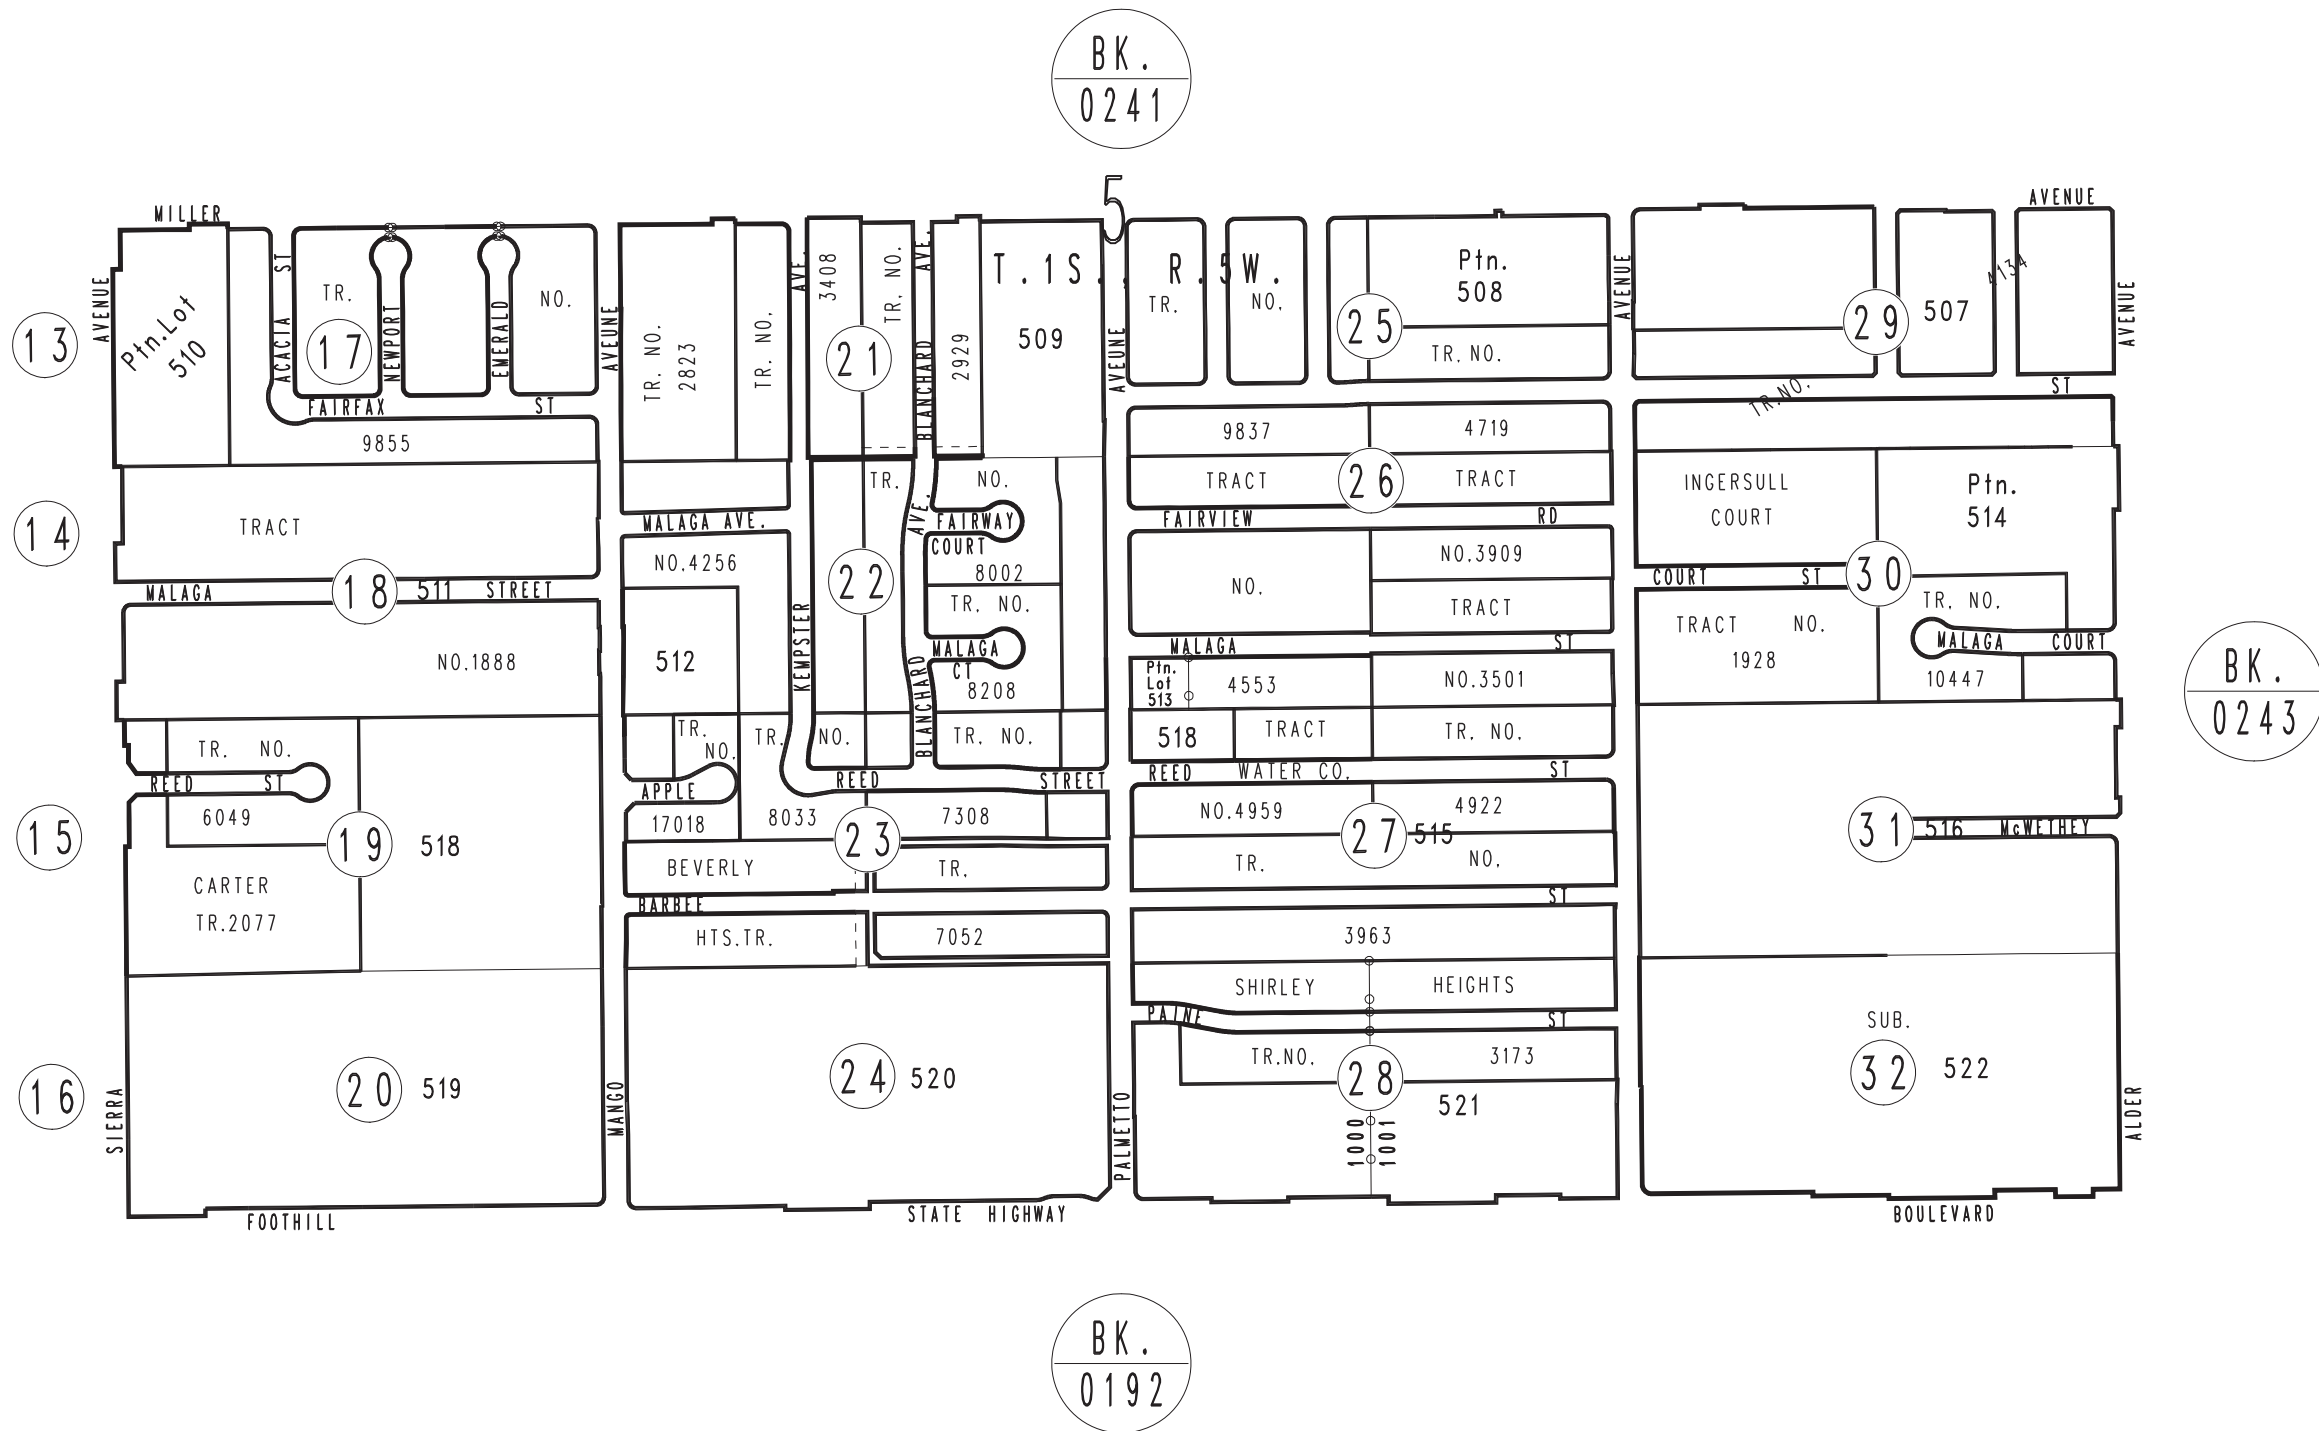 BK.
0241
5
MILLER
AVENUE
T.1S., R.5W.
13
AVENUE
Ptn.Lot
510
ACACIA ST
TR.
17
NEWPORT
EMERALD
NO.
AVEUNE
TR. NO.
2823
TR. NO.
AVE.
3408
TR. NO.
21
BLANCHARD AVE.
2929
509
AVEUNE
TR.
NO.
25
Ptn.
508
TR. NO.
AVENUE
29
507
4134
AVENUE
FAIRFAX ST
9855
9837
4719
TR.NO.
ST
14
TRACT
MALAGA AVE.
TR.
NO.
AVE.
FAIRWAY
COURT
TRACT
26
TRACT
FAIRVIEW RD
INGERSULL
COURT
Ptn.
514
MALAGA
18
511
STREET
NO.4256
22
8002
TR. NO.
NO.
NO.3909
TRACT
COURT ST
30
TR. NO.
NO.1888
512
KEMPSTER
MALAGA
CT
8208
BLANCHARD
MALAGA ST
Ptn.
Lot
513
4553
NO.3501
TRACT NO.
1928
MALAGA COURT
10447
TR. NO.
TR.
NO.
TR.
NO.
TR. NO.
518
TRACT
TR. NO.
REED ST
APPLE
REED STREET
REED
WATER CO.
ST
15
6049
19
518
17018
8033
23
7308
NO.4959
27
515
4922
31
516
McWETHEY
CARTER
TR.2077
BEVERLY
TR.
TR.
NO.
BARBEE
ST
HTS.TR.
7052
3963
SHIRLEY
HEIGHTS
PAINE ST
SUB.
16
SIERRA
20
519
MANGO
24
520
PALMETTO
TR.NO.
28
3173
521
1000
1001
32
522
ALDER
FOOTHILL
STATE HIGHWAY
BOULEVARD
BK.
0243
BK.
0192